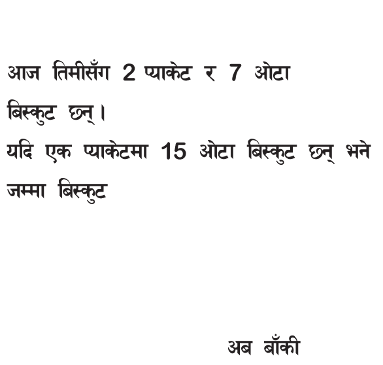 आज तिमीसँग 2 प्याकेट र 7 ओटा
बिस्कुट छन्।
यदि एक प्याकेटमा 15 ओटा बिस्कुट छन् भने
जम्मा बिस्कुट
अब बाँकी